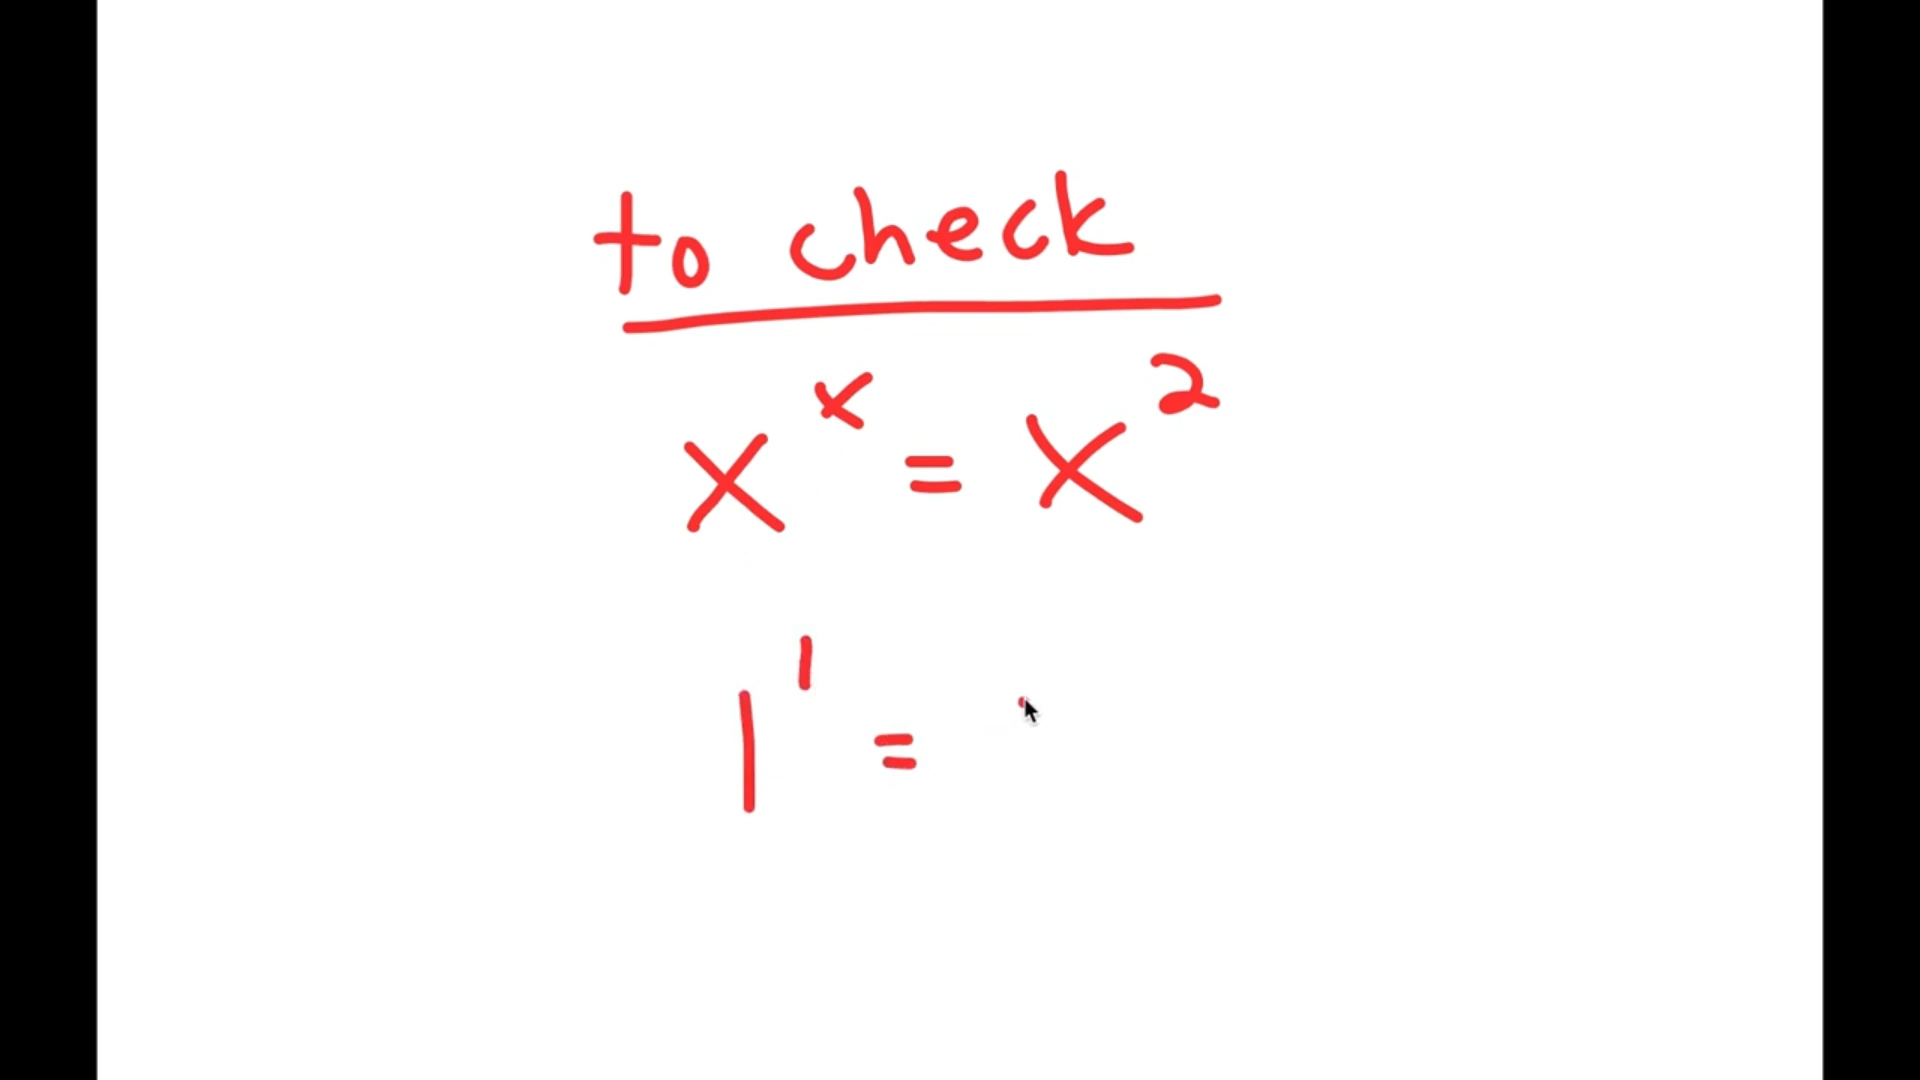 to check
x^x = x^2
1^1 =